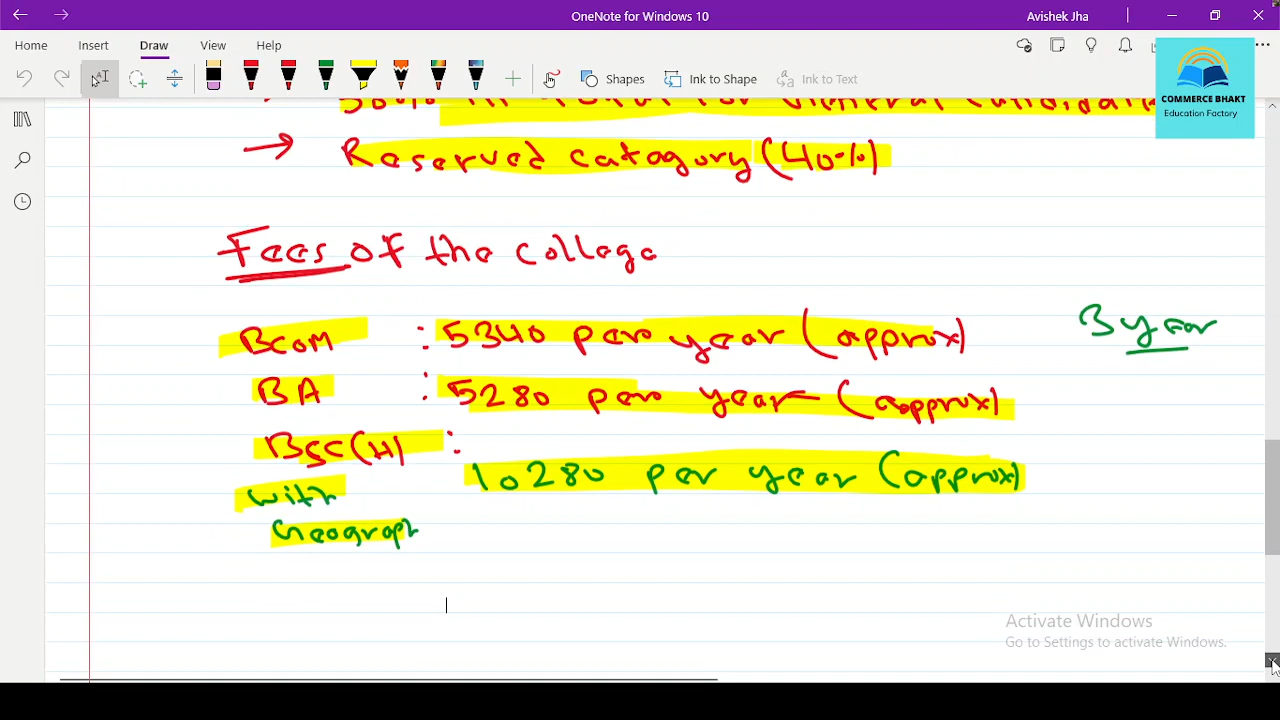 OneNote for Windows 10
Avishek Jha
Home Insert Draw View Help
Shapes Ink to Shape Ink to Text
COMMERCE BHAKT
Education Factory
→ Reserved catagory (40%)
Fees of the college
BCOM : 5340 per year (approx)
3 year
BA : 5280 per year (approx)
BSC(H) :
10280 per year (approx)
with
Geograph
Activate Windows
Go to Settings to activate Windows.